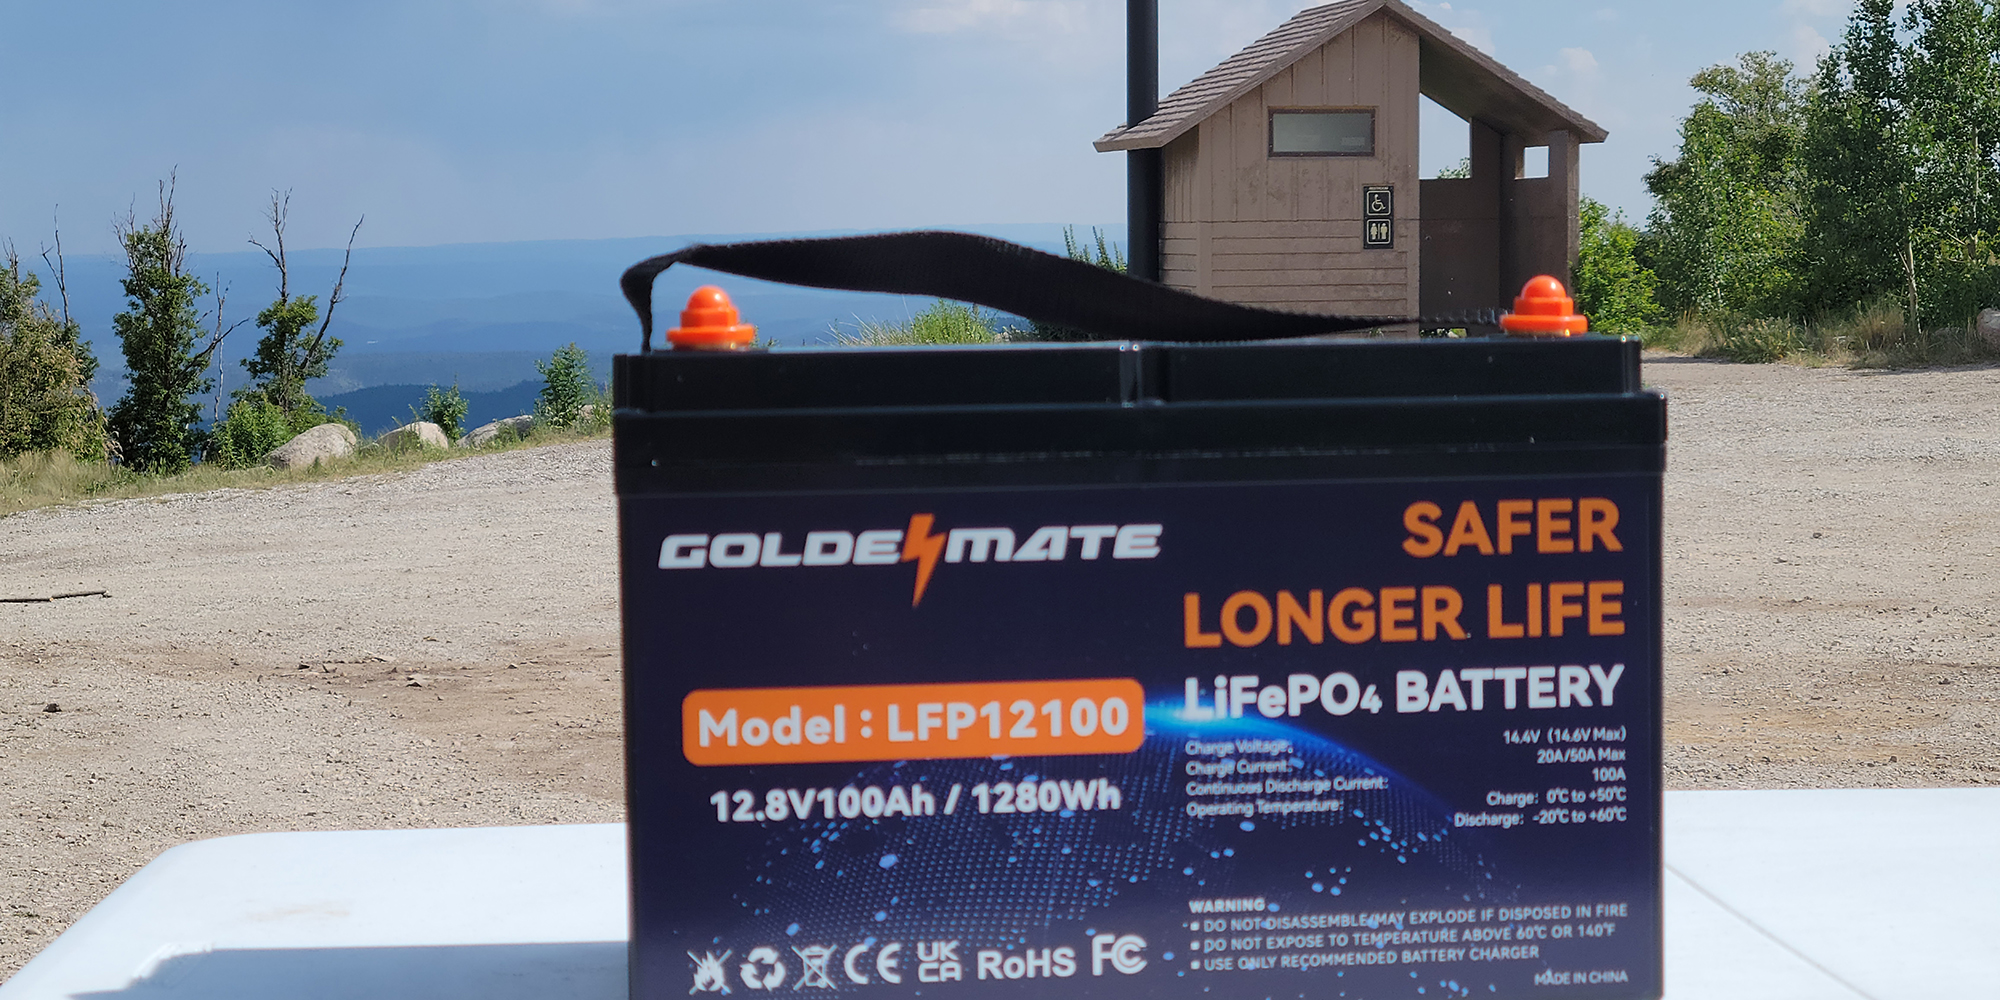 GOLDENMATE
SAFER
LONGER LIFE
LiFePO₄ BATTERY
Model : LFP12100
12.8V100Ah / 1280Wh
Charge Voltage: 14.4V (14.6V Max)
Charge Current: 20A/50A Max
Continuous Discharge Current: 100A
Operating Temperature: Charge: 0℃ to +50℃
Discharge: -20℃ to +60℃
WARNING
▪ DO NOT DISASSEMBLE MAY EXPLODE IF DISPOSED IN FIRE
▪ DO NOT EXPOSE TO TEMPERATURE ABOVE 60℃ OR 140℉
▪ USE ONLY RECOMMENDED BATTERY CHARGER
CE UK CA RoHS FC
MADE IN CHINA